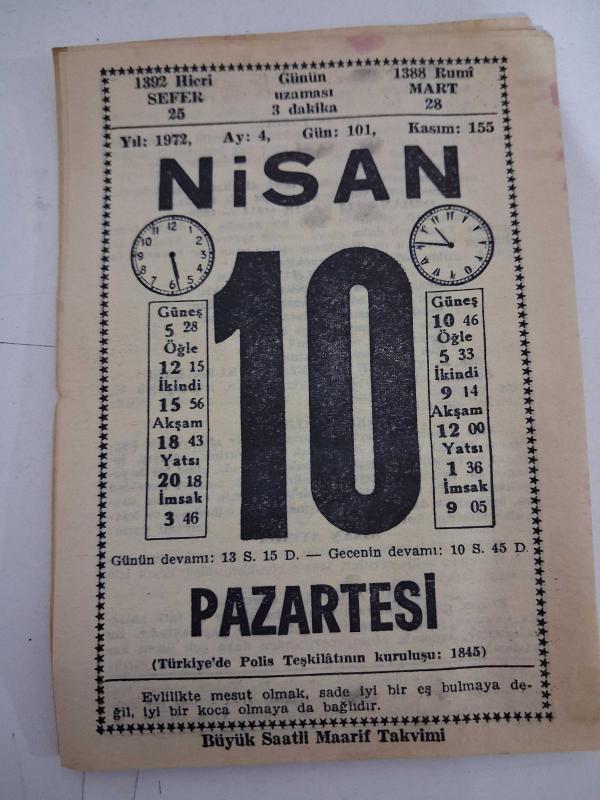 1392 Hicrî
SEFER
25
Günün
uzaması
3 dakika
1388 Rumî
MART
28
Yıl: 1972, Ay: 4, Gün: 101, Kasım: 155
NiSAN
10
Güneş
5 28
Öğle
12 15
İkindi
15 56
Akşam
18 43
Yatsı
20 18
İmsak
3 46
Güneş
10 46
Öğle
5 33
İkindi
9 14
Akşam
12 00
Yatsı
1 36
İmsak
9 05
Günün devamı: 13 S. 15 D. — Gecenin devamı: 10 S. 45 D.
PAZARTESİ
(Türkiye'de Polis Teşkilâtının kuruluşu: 1845)
Evlilikte mesut olmak, sade iyi bir eş bulmaya de-
ğil, iyi bir koca olmaya da bağlıdır.
Büyük Saatli Maarif Takvimi